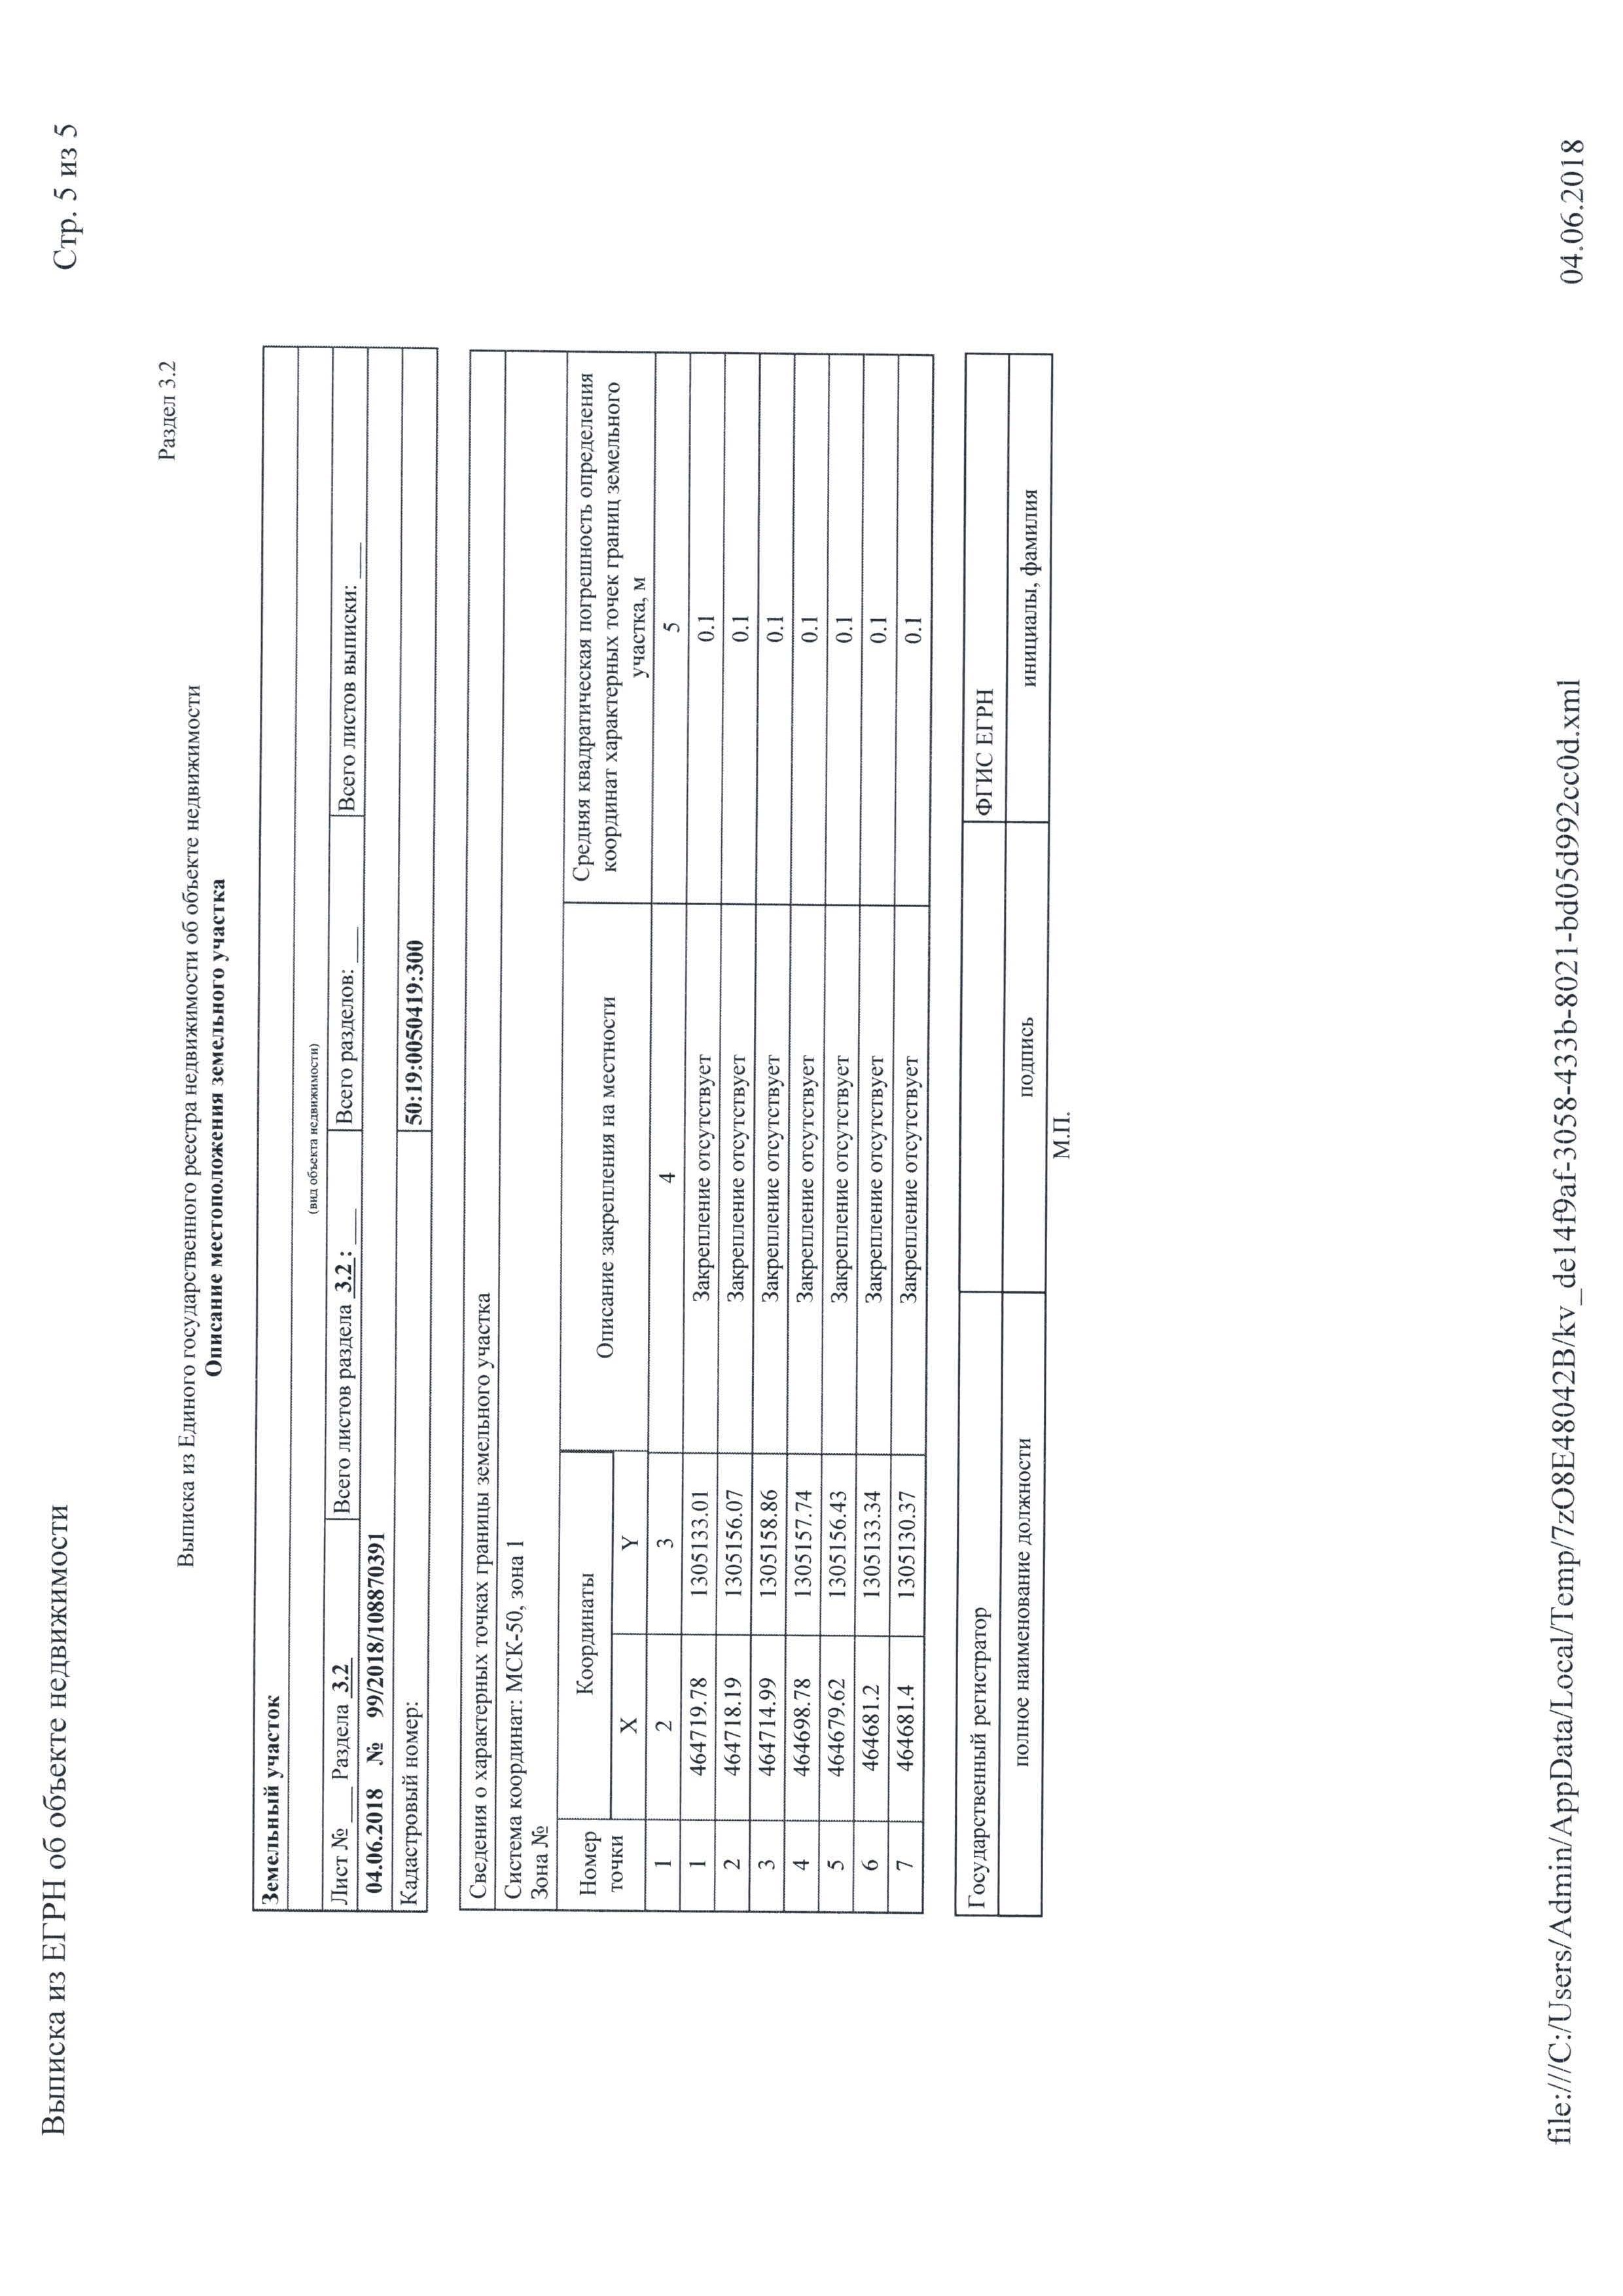 Выписка из ЕГРН об объекте недвижимости Стр. 5 из 5
Раздел 3.2
Выписка из Единого государственного реестра недвижимости об объекте недвижимости
Описание местоположения земельного участка
Земельный участок
(вид объекта недвижимости)
Лист № ___ Раздела 3.2 Всего листов раздела 3.2 : ___ Всего разделов: ___ Всего листов выписки: ___
04.06.2018 № 99/2018/108870391
Кадастровый номер: 50:19:0050419:300
Сведения о характерных точках границы земельного участка
Система координат: МСК-50, зона 1
Зона №
Номер точки Координаты Описание закрепления на местности Средняя квадратическая погрешность определения
координат характерных точек границ земельного
участка, м
X Y
1 2 3 4 5
1 464719.78 1305133.01 Закрепление отсутствует 0.1
2 464718.19 1305156.07 Закрепление отсутствует 0.1
3 464714.99 1305158.86 Закрепление отсутствует 0.1
4 464698.78 1305157.74 Закрепление отсутствует 0.1
5 464679.62 1305156.43 Закрепление отсутствует 0.1
6 464681.2 1305133.34 Закрепление отсутствует 0.1
7 464681.4 1305130.37 Закрепление отсутствует 0.1
Государственный регистратор ФГИС ЕГРН
полное наименование должности подпись инициалы, фамилия
М.П.
file:///C:/Users/Admin/AppData/Local/Temp/7zO8E48042B/kv_de14f9af-3058-433b-8021-bd05d992cc0d.xml 04.06.2018